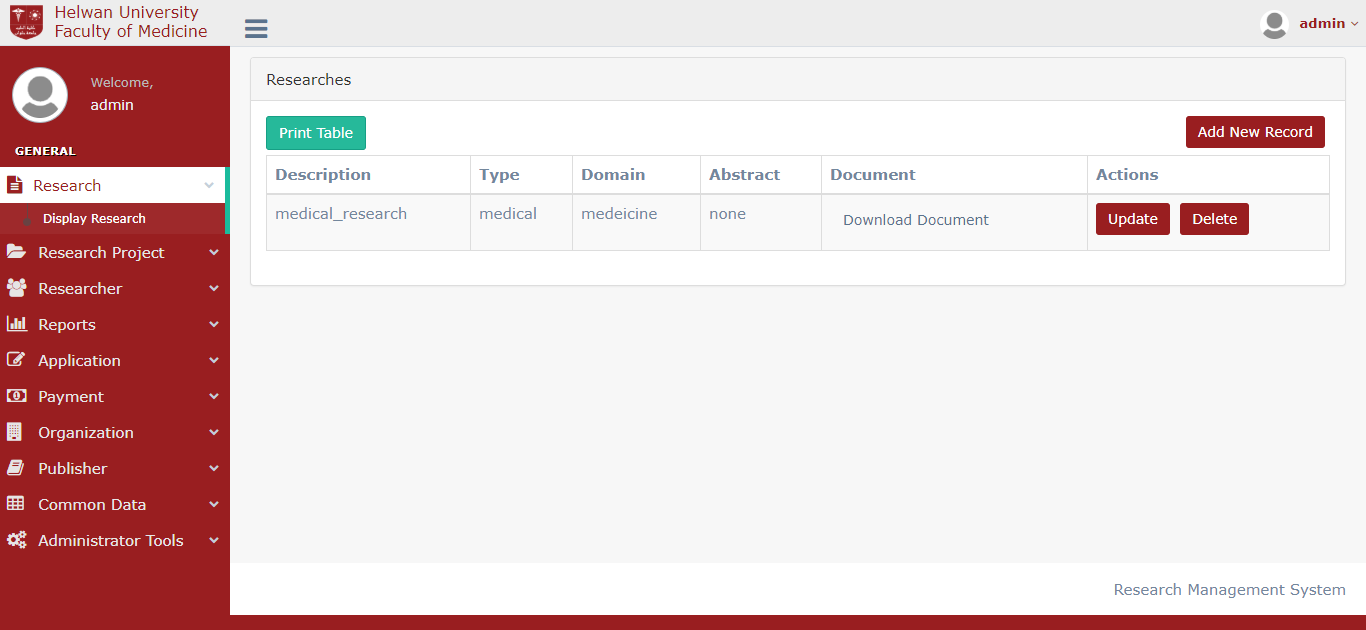 Helwan University
Faculty of Medicine
admin
Welcome,
admin
GENERAL
Research
Display Research
Research Project
Researcher
Reports
Application
Payment
Organization
Publisher
Common Data
Administrator Tools
Researches
Print Table
Add New Record
Description Type Domain Abstract Document Actions
medical_research medical medeicine none Download Document Update Delete
Research Management System